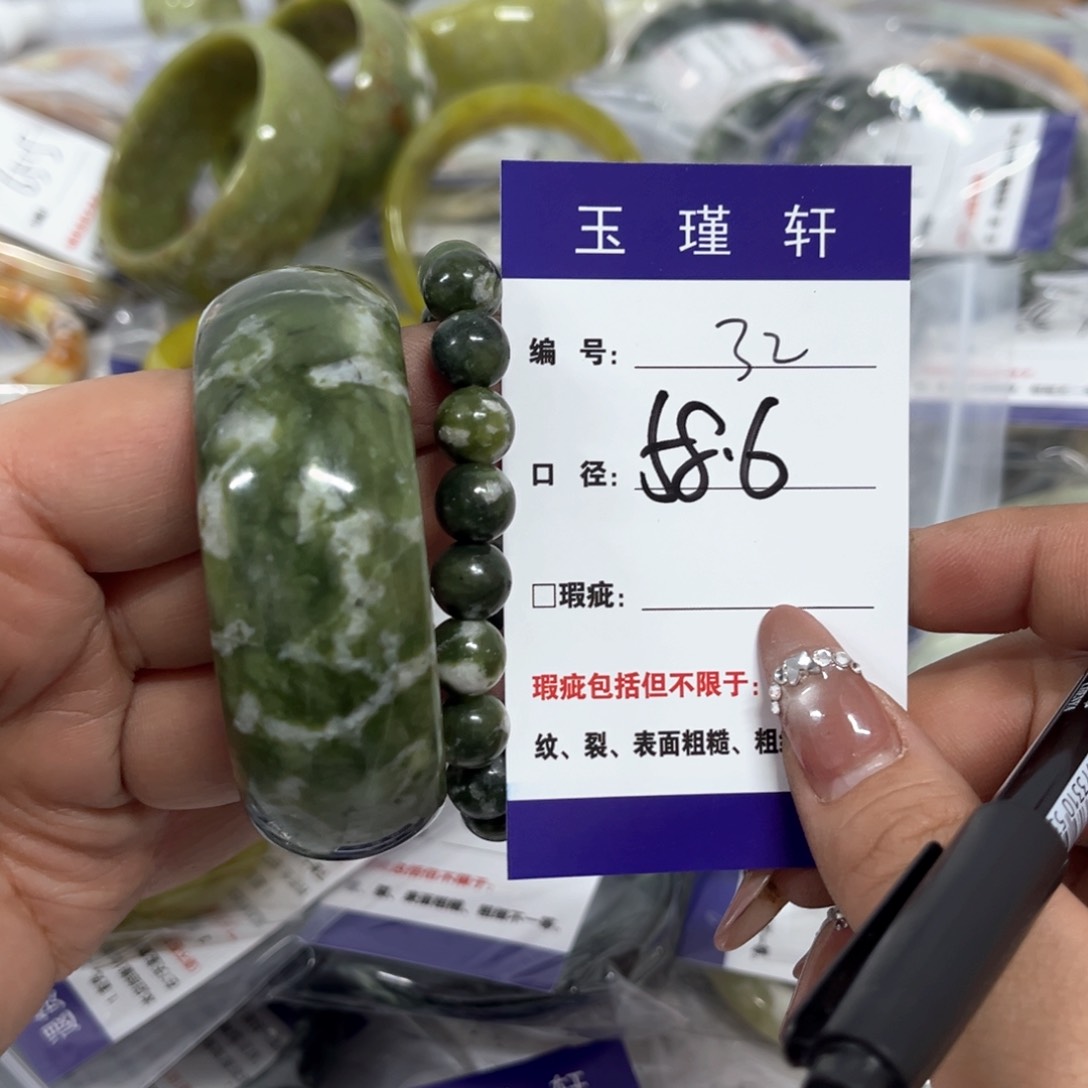 玉瑾轩
编号：32
口径：58.6
□瑕疵：
瑕疵包括但不限于：
纹、裂、表面粗糙、粗
轩